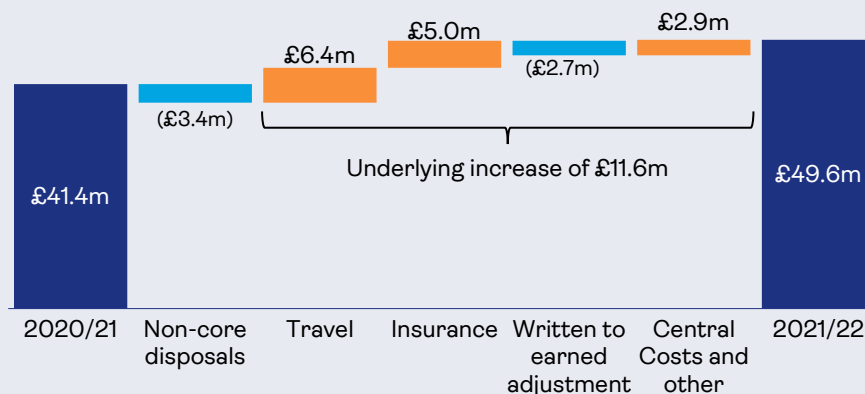 £6.4m
£5.0m
£2.9m
(£3.4m)
(£2.7m)
Underlying increase of £11.6m
£41.4m
£49.6m
2020/21
Non-core
disposals
Travel
Insurance
Written to
earned
adjustment
Central
Costs and
other
2021/22